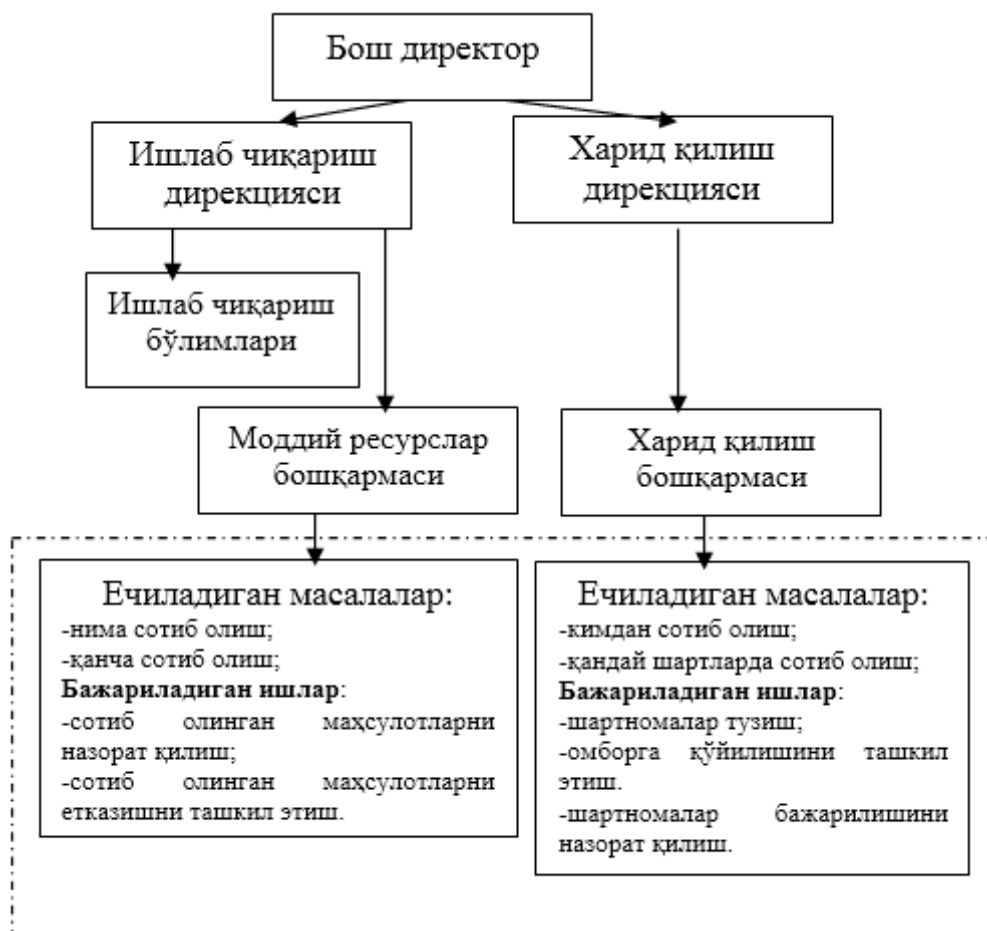 Бош директор
Ишлаб чиқариш
дирекцияси
Харид қилиш
дирекцияси
Ишлаб чиқариш
бўлимлари
Моддий ресурслар
бошқармаси
Харид қилиш
бошқармаси
Ечиладиган масалалар:
-нима сотиб олиш;
-қанча сотиб олиш;
Бажариладиган ишлар:
-сотиб олинган маҳсулотларни
назорат қилиш;
-сотиб олинган маҳсулотларни
етказишни ташкил этиш.
Ечиладиган масалалар:
-кимдан сотиб олиш;
-қандай шартларда сотиб олиш;
Бажариладиган ишлар:
-шартномалар тузиш;
-омборга қўйилишини ташкил
этиш.
-шартномалар бажарилишини
назорат қилиш.